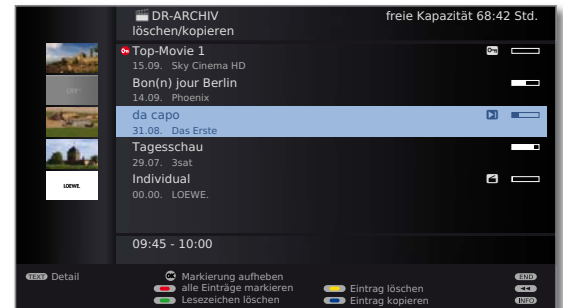 DR-ARCHIV freie Kapazität 68:42 Std.
löschen/kopieren
Top-Movie 1
15.09. Sky Cinema HD
Bon(n) jour Berlin
14.09. Phoenix
da capo
31.08. Das Erste
Tagesschau
29.07. 3sat
Individual
00.00. LOEWE.
LOEWE.
09:45 - 10:00
TEXT Detail OK Markierung aufheben END
alle Einträge markieren Eintrag löschen
Lesezeichen löschen Eintrag kopieren INFO